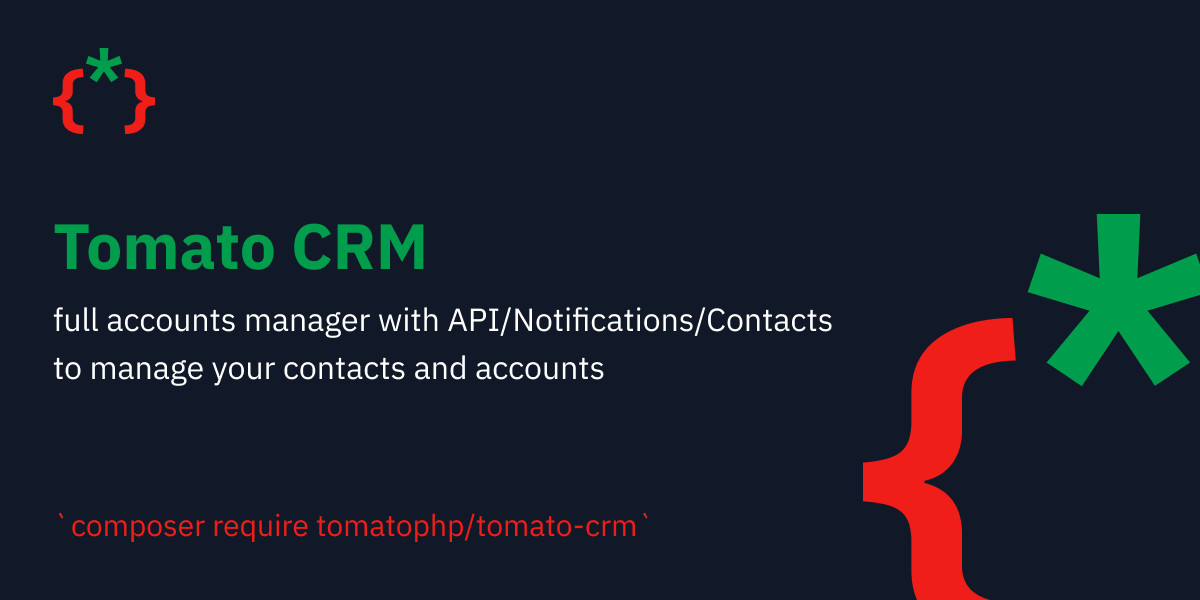 {*}
Tomato CRM
full accounts manager with API/Notifications/Contacts
to manage your contacts and accounts
`composer require tomatophp/tomato-crm`
{*